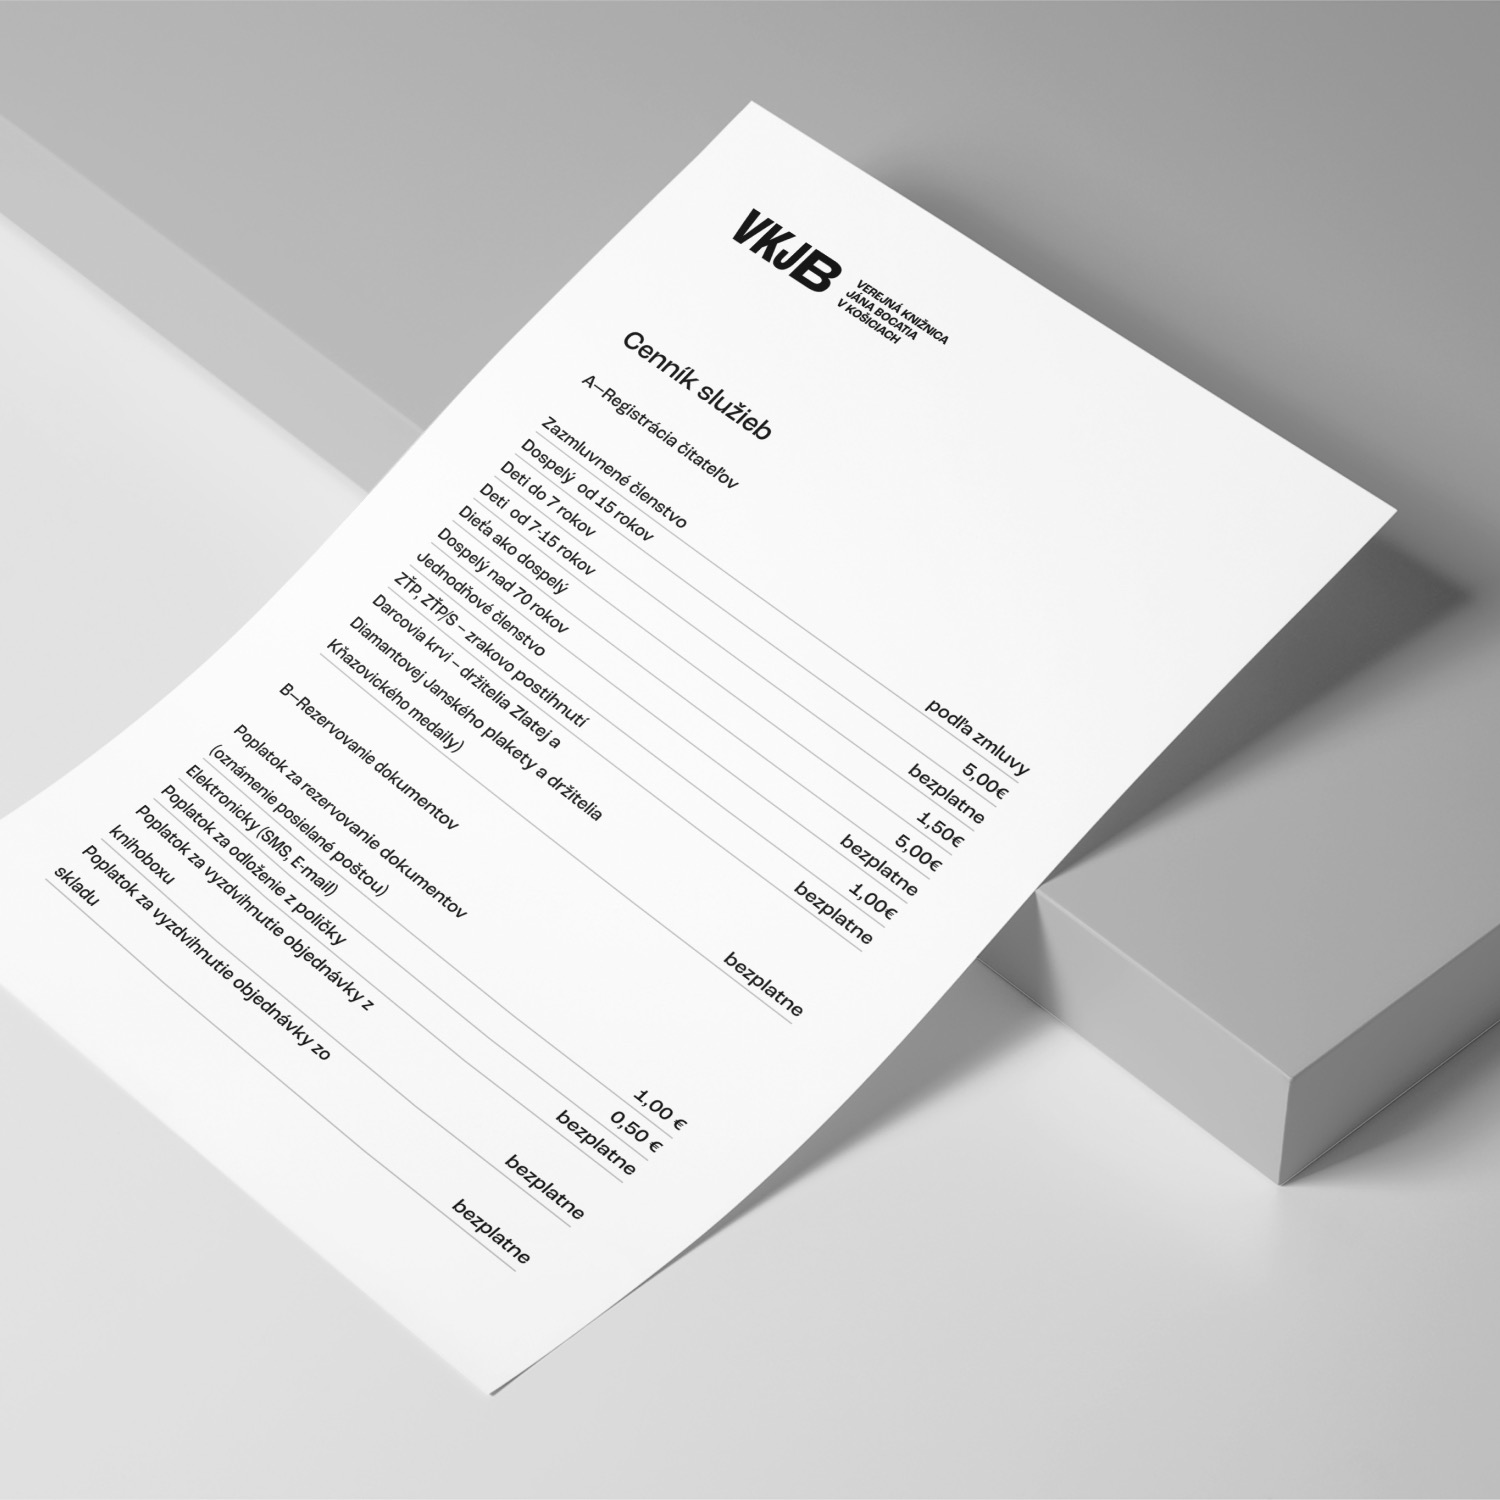 VKJB
VEREJNÁ KNIŽNICA
JÁNA BOCATIA
V KOŠICIACH
Cenník služieb
A—Registrácia čitateľov
Zazmluvnené členstvo podľa zmluvy
Dospelý od 15 rokov 5,00€
Deti do 7 rokov bezplatne
Deti od 7-15 rokov 1,50€
Dieťa ako dospelý 5,00€
Dospelý nad 70 rokov bezplatne
Jednodňové členstvo 1,00€
ZŤP, ZŤP/S – zrakovo postihnutí bezplatne
Darcovia krvi – držitelia Zlatej a
Diamantovej Janského plakety a držitelia
Kňazovického medaily) bezplatne
B—Rezervovanie dokumentov
Poplatok za rezervovanie dokumentov
(oznámenie posielané poštou) 1,00 €
Elektronicky (SMS, E-mail) 0,50 €
Poplatok za odloženie z poličky bezplatne
Poplatok za vyzdvihnutie objednávky z
knihoboxu bezplatne
Poplatok za vyzdvihnutie objednávky zo
skladu bezplatne